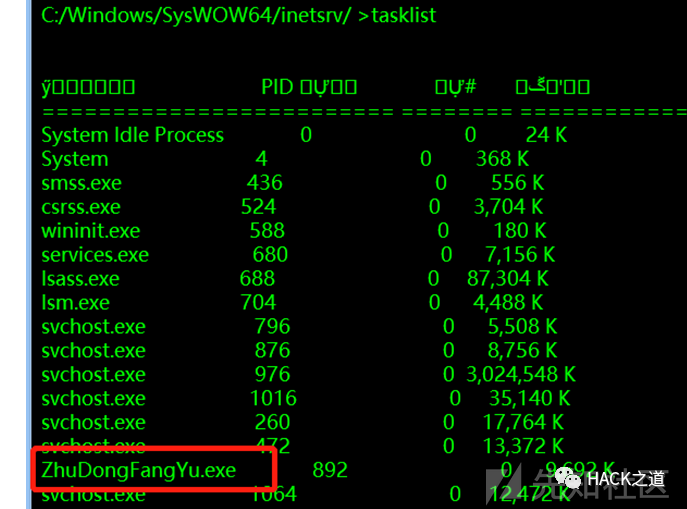 C:/Windows/SysWOW64/inetsrv/ >tasklist
PID
========================= ======== ============
System Idle Process 0 0 24 K
System 4 0 368 K
smss.exe 436 0 556 K
csrss.exe 524 0 3,704 K
wininit.exe 588 0 180 K
services.exe 680 0 7,156 K
lsass.exe 688 0 87,304 K
lsm.exe 704 0 4,488 K
svchost.exe 796 0 5,508 K
svchost.exe 876 0 8,756 K
svchost.exe 976 0 3,024,548 K
svchost.exe 1016 0 35,140 K
svchost.exe 260 0 17,764 K
svchost.exe 472 0 13,372 K
ZhuDongFangYu.exe 892 0 9,692 K
svchost.exe 1064 0 12,472 K
先知社区
HACK之道